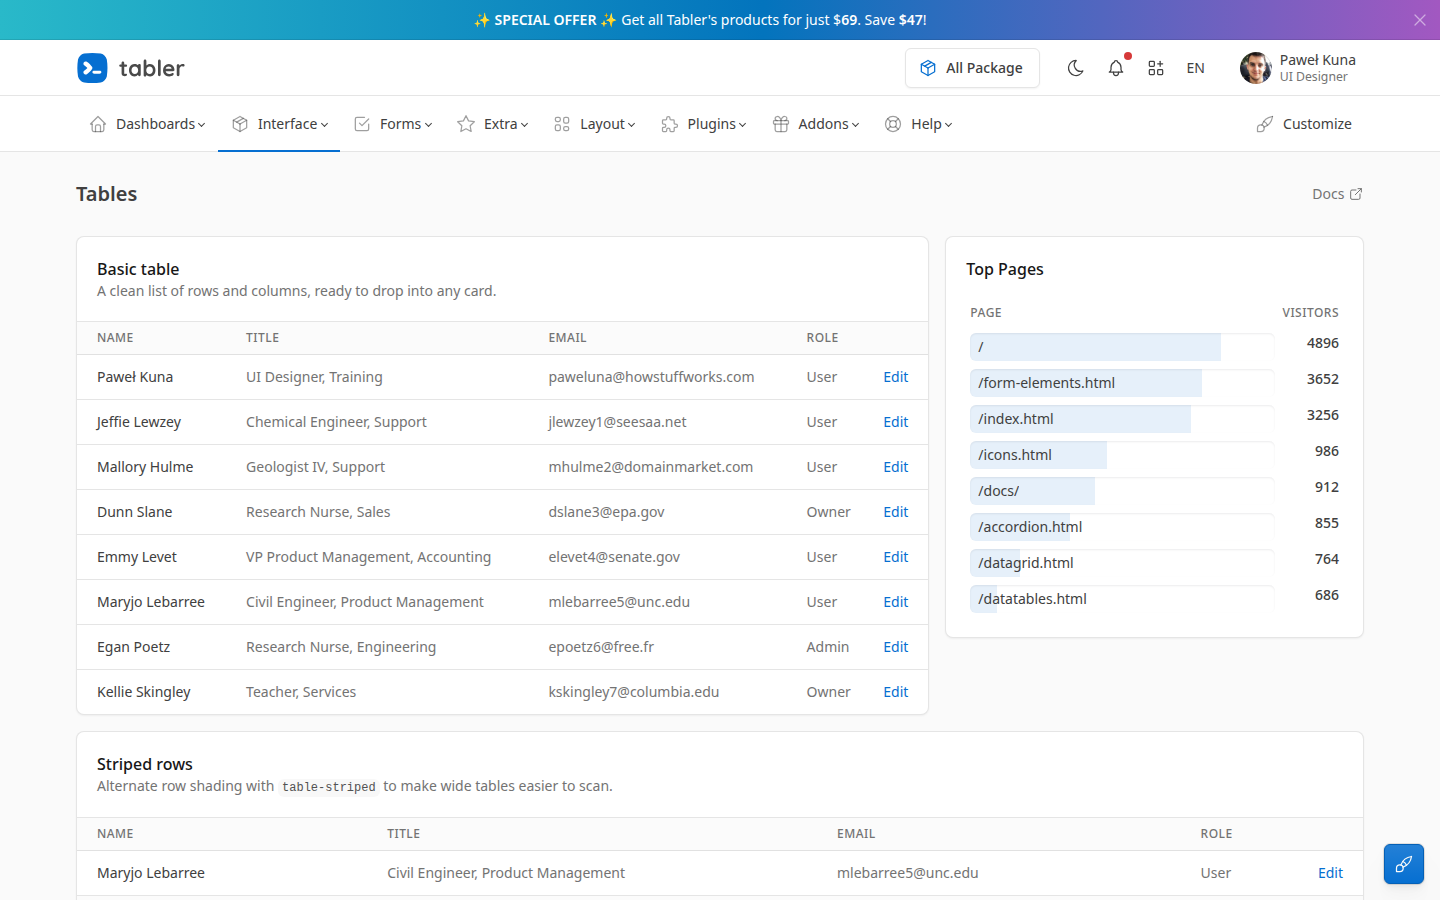 ✨ SPECIAL OFFER ✨ Get all Tabler's products for just $69. Save $47!
tabler
All Package
EN
Paweł Kuna
UI Designer
Dashboards
Interface
Forms
Extra
Layout
Plugins
Addons
Help
Customize
Tables
Docs
Basic table
A clean list of rows and columns, ready to drop into any card.
NAME TITLE EMAIL ROLE
Paweł Kuna UI Designer, Training paweluna@howstuffworks.com User Edit
Jeffie Lewzey Chemical Engineer, Support jlewzey1@seesaa.net User Edit
Mallory Hulme Geologist IV, Support mhulme2@domainmarket.com User Edit
Dunn Slane Research Nurse, Sales dslane3@epa.gov Owner Edit
Emmy Levet VP Product Management, Accounting elevet4@senate.gov User Edit
Maryjo Lebarree Civil Engineer, Product Management mlebarree5@unc.edu User Edit
Egan Poetz Research Nurse, Engineering epoetz6@free.fr Admin Edit
Kellie Skingley Teacher, Services kskingley7@columbia.edu Owner Edit
Top Pages
PAGE VISITORS
/ 4896
/form-elements.html 3652
/index.html 3256
/icons.html 986
/docs/ 912
/accordion.html 855
/datagrid.html 764
/datatables.html 686
Striped rows
Alternate row shading with table-striped to make wide tables easier to scan.
NAME TITLE EMAIL ROLE
Maryjo Lebarree Civil Engineer, Product Management mlebarree5@unc.edu User Edit